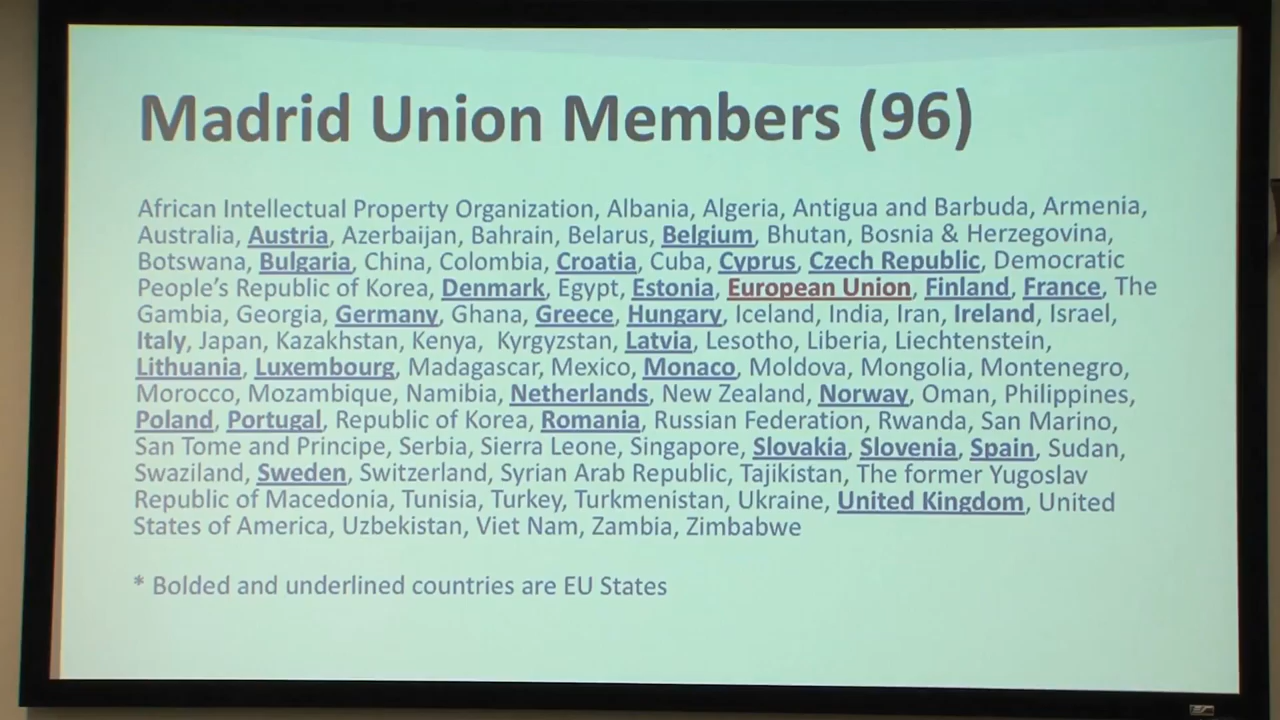 Madrid Union Members (96)
African Intellectual Property Organization, Albania, Algeria, Antigua and Barbuda, Armenia,
Australia, Austria, Azerbaijan, Bahrain, Belarus, Belgium, Bhutan, Bosnia & Herzegovina,
Botswana, Bulgaria, China, Colombia, Croatia, Cuba, Cyprus, Czech Republic, Democratic
People's Republic of Korea, Denmark, Egypt, Estonia, European Union, Finland, France, The
Gambia, Georgia, Germany, Ghana, Greece, Hungary, Iceland, India, Iran, Ireland, Israel,
Italy, Japan, Kazakhstan, Kenya, Kyrgyzstan, Latvia, Lesotho, Liberia, Liechtenstein,
Lithuania, Luxembourg, Madagascar, Mexico, Monaco, Moldova, Mongolia, Montenegro,
Morocco, Mozambique, Namibia, Netherlands, New Zealand, Norway, Oman, Philippines,
Poland, Portugal, Republic of Korea, Romania, Russian Federation, Rwanda, San Marino,
San Tome and Principe, Serbia, Sierra Leone, Singapore, Slovakia, Slovenia, Spain, Sudan,
Swaziland, Sweden, Switzerland, Syrian Arab Republic, Tajikistan, The former Yugoslav
Republic of Macedonia, Tunisia, Turkey, Turkmenistan, Ukraine, United Kingdom, United
States of America, Uzbekistan, Viet Nam, Zambia, Zimbabwe
* Bolded and underlined countries are EU States